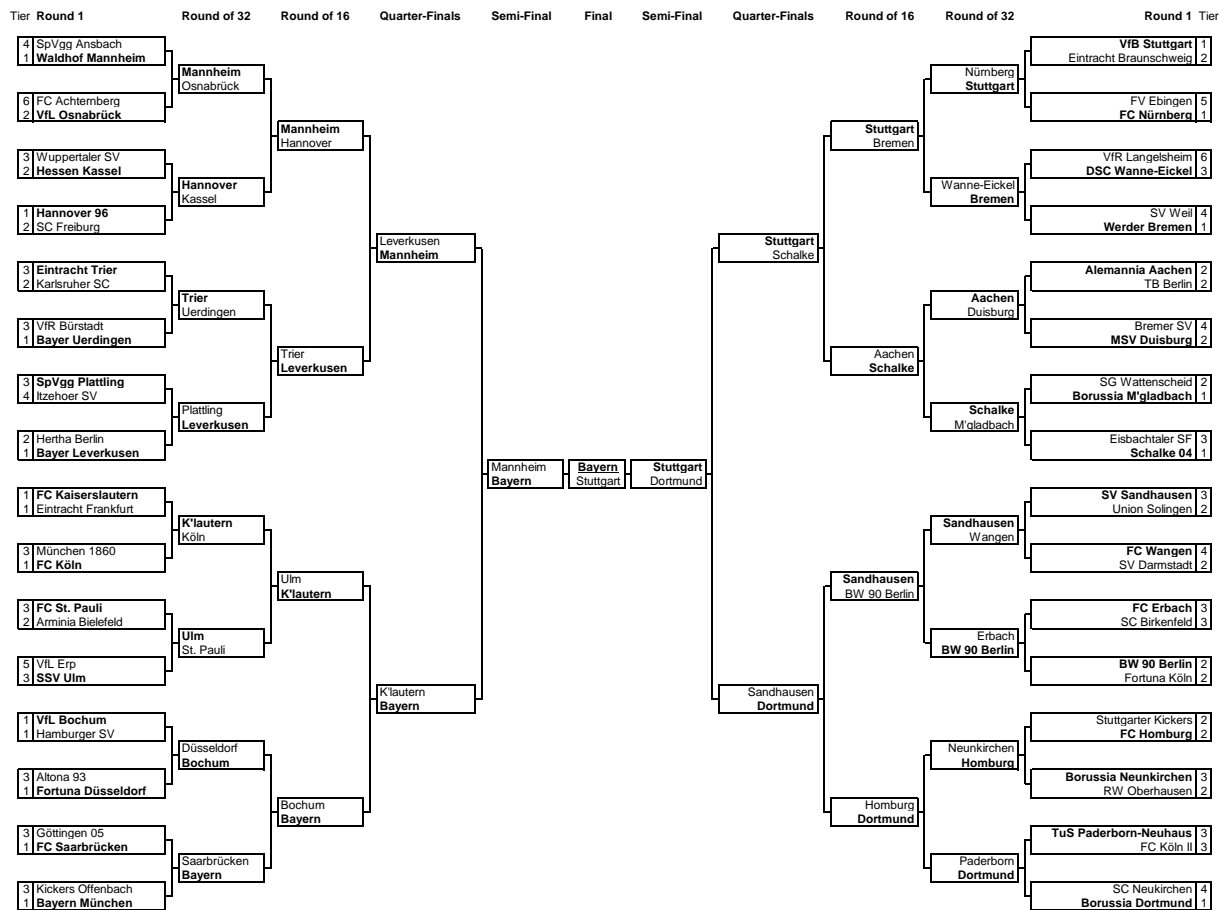 Tier Round 1 Round of 32 Round of 16 Quarter-Finals Semi-Final Final Semi-Final Quarter-Finals Round of 16 Round of 32 Round 1 Tier
4 SpVgg Ansbach
1 Waldhof Mannheim
6 FC Achternberg
2 VfL Osnabrück
3 Wuppertaler SV
2 Hessen Kassel
1 Hannover 96
2 SC Freiburg
3 Eintracht Trier
2 Karlsruher SC
3 VfR Bürstadt
1 Bayer Uerdingen
3 SpVgg Plattling
4 Itzehoer SV
2 Hertha Berlin
1 Bayer Leverkusen
1 FC Kaiserslautern
1 Eintracht Frankfurt
3 München 1860
1 FC Köln
3 FC St. Pauli
2 Arminia Bielefeld
5 VfL Erp
3 SSV Ulm
1 VfL Bochum
1 Hamburger SV
3 Altona 93
1 Fortuna Düsseldorf
3 Göttingen 05
1 FC Saarbrücken
3 Kickers Offenbach
1 Bayern München
Mannheim
Osnabrück
Hannover
Kassel
Trier
Uerdingen
Plattling
Leverkusen
K'lautern
Köln
Ulm
St. Pauli
Düsseldorf
Bochum
Saarbrücken
Bayern
Mannheim
Hannover
Trier
Leverkusen
Ulm
K'lautern
Bochum
Bayern
Leverkusen
Mannheim
K'lautern
Bayern
Mannheim
Bayern
Bayern
Stuttgart
Stuttgart
Dortmund
Stuttgart
Schalke
Sandhausen
Dortmund
Stuttgart
Bremen
Aachen
Schalke
Sandhausen
BW 90 Berlin
Homburg
Dortmund
Nürnberg
Stuttgart
Wanne-Eickel
Bremen
Aachen
Duisburg
Schalke
M'gladbach
Sandhausen
Wangen
Erbach
BW 90 Berlin
Neunkirchen
Homburg
Paderborn
Dortmund
VfB Stuttgart 1
Eintracht Braunschweig 2
FV Ebingen 5
FC Nürnberg 1
VfR Langelsheim 6
DSC Wanne-Eickel 3
SV Weil 4
Werder Bremen 1
Alemannia Aachen 2
TB Berlin 2
Bremer SV 4
MSV Duisburg 2
SG Wattenscheid 2
Borussia M'gladbach 1
Eisbachtaler SF 3
Schalke 04 1
SV Sandhausen 3
Union Solingen 2
FC Wangen 4
SV Darmstadt 2
FC Erbach 3
SC Birkenfeld 3
BW 90 Berlin 2
Fortuna Köln 2
Stuttgarter Kickers 2
FC Homburg 2
Borussia Neunkirchen 3
RW Oberhausen 2
TuS Paderborn-Neuhaus 3
FC Köln II 3
SC Neukirchen 4
Borussia Dortmund 1